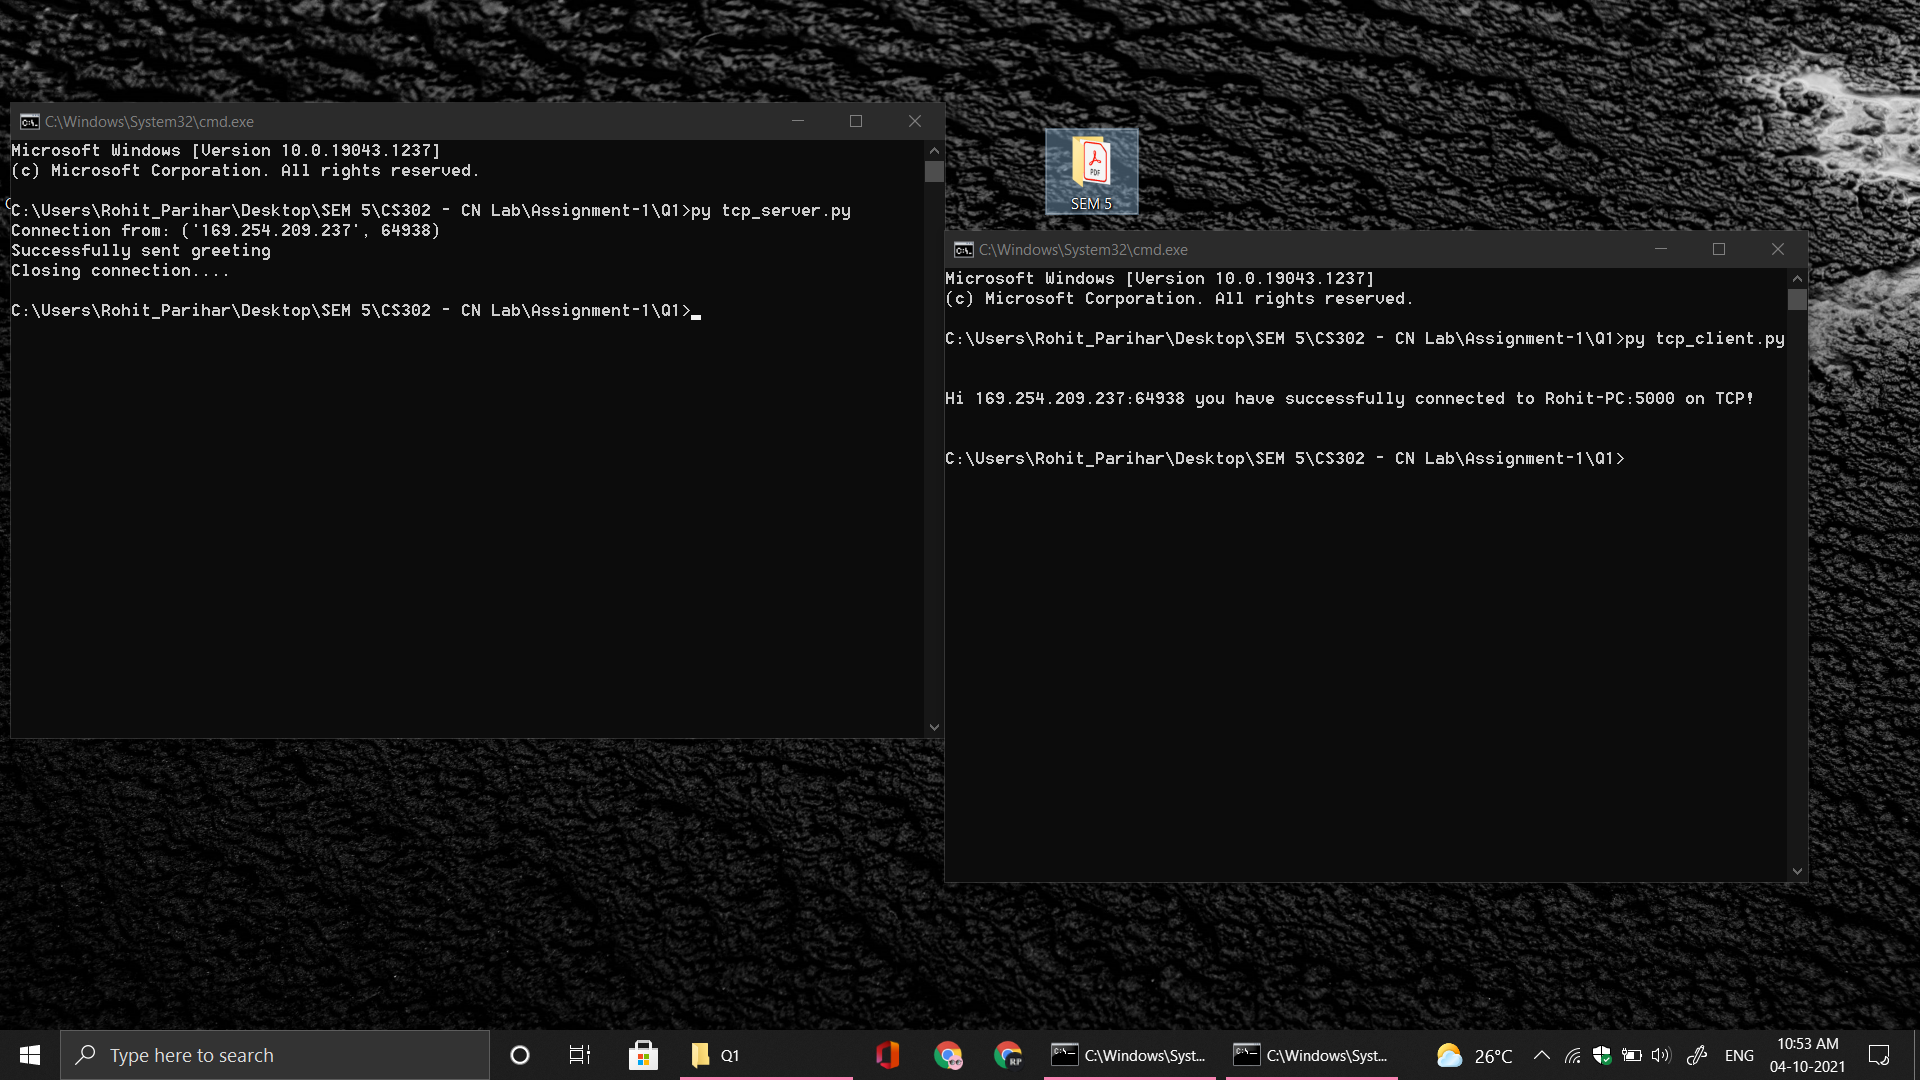 C:\Windows\System32\cmd.exe
Microsoft Windows [Version 10.0.19043.1237]
(c) Microsoft Corporation. All rights reserved.
C:\Users\Rohit_Parihar\Desktop\SEM 5\CS302 - CN Lab\Assignment-1\Q1>py tcp_server.py
Connection from: ('169.254.209.237', 64938)
Successfully sent greeting
Closing connection....
C:\Users\Rohit_Parihar\Desktop\SEM 5\CS302 - CN Lab\Assignment-1\Q1>
PDF
SEM 5
C:\Windows\System32\cmd.exe
Microsoft Windows [Version 10.0.19043.1237]
(c) Microsoft Corporation. All rights reserved.
C:\Users\Rohit_Parihar\Desktop\SEM 5\CS302 - CN Lab\Assignment-1\Q1>py tcp_client.py
Hi 169.254.209.237:64938 you have successfully connected to Rohit-PC:5000 on TCP!
C:\Users\Rohit_Parihar\Desktop\SEM 5\CS302 - CN Lab\Assignment-1\Q1>
Type here to search
Q1
RP
C:\Windows\Syst...
C:\Windows\Syst...
26°C
ENG
10:53 AM
04-10-2021